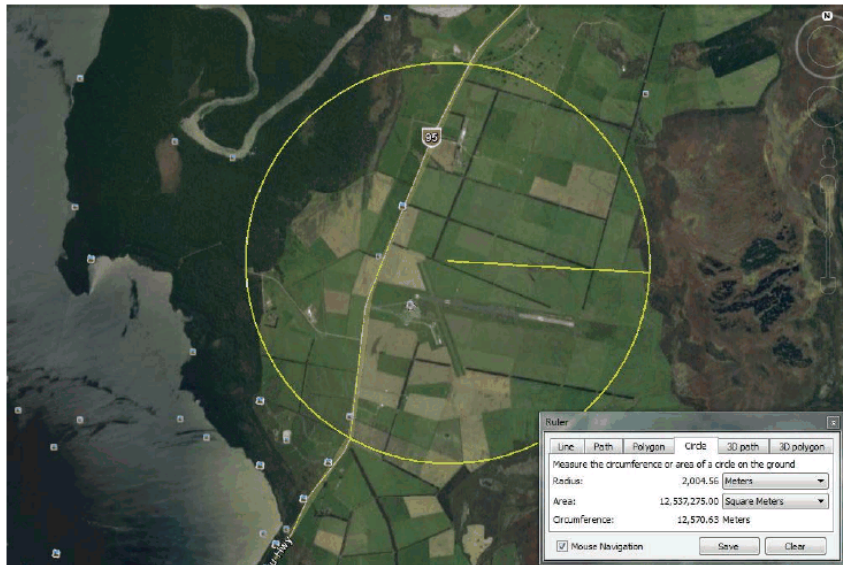 N
95
Hwy
Ruler
Line Path Polygon Circle 3D path 3D polygon
Measure the circumference or area of a circle on the ground
Radius: 2,004.56 Meters
Area: 12,537,275.00 Square Meters
Circumference: 12,570.63 Meters
Mouse Navigation Save Clear